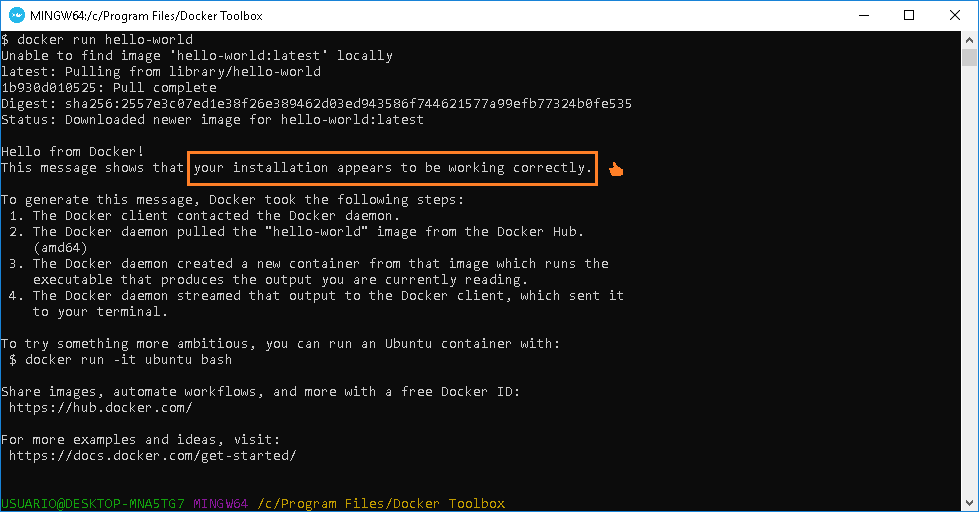 MINGW64:/c/Program Files/Docker Toolbox
$ docker run hello-world
Unable to find image 'hello-world:latest' locally
latest: Pulling from library/hello-world
1b930d010525: Pull complete
Digest: sha256:2557e3c07ed1e38f26e389462d03ed943586f744621577a99efb77324b0fe535
Status: Downloaded newer image for hello-world:latest
Hello from Docker!
This message shows that your installation appears to be working correctly.
To generate this message, Docker took the following steps:
1. The Docker client contacted the Docker daemon.
2. The Docker daemon pulled the "hello-world" image from the Docker Hub.
(amd64)
3. The Docker daemon created a new container from that image which runs the
executable that produces the output you are currently reading.
4. The Docker daemon streamed that output to the Docker client, which sent it
to your terminal.
To try something more ambitious, you can run an Ubuntu container with:
$ docker run -it ubuntu bash
Share images, automate workflows, and more with a free Docker ID:
https://hub.docker.com/
For more examples and ideas, visit:
https://docs.docker.com/get-started/
USUARIO@DESKTOP-MNA5TG7 MINGW64 /c/Program Files/Docker Toolbox